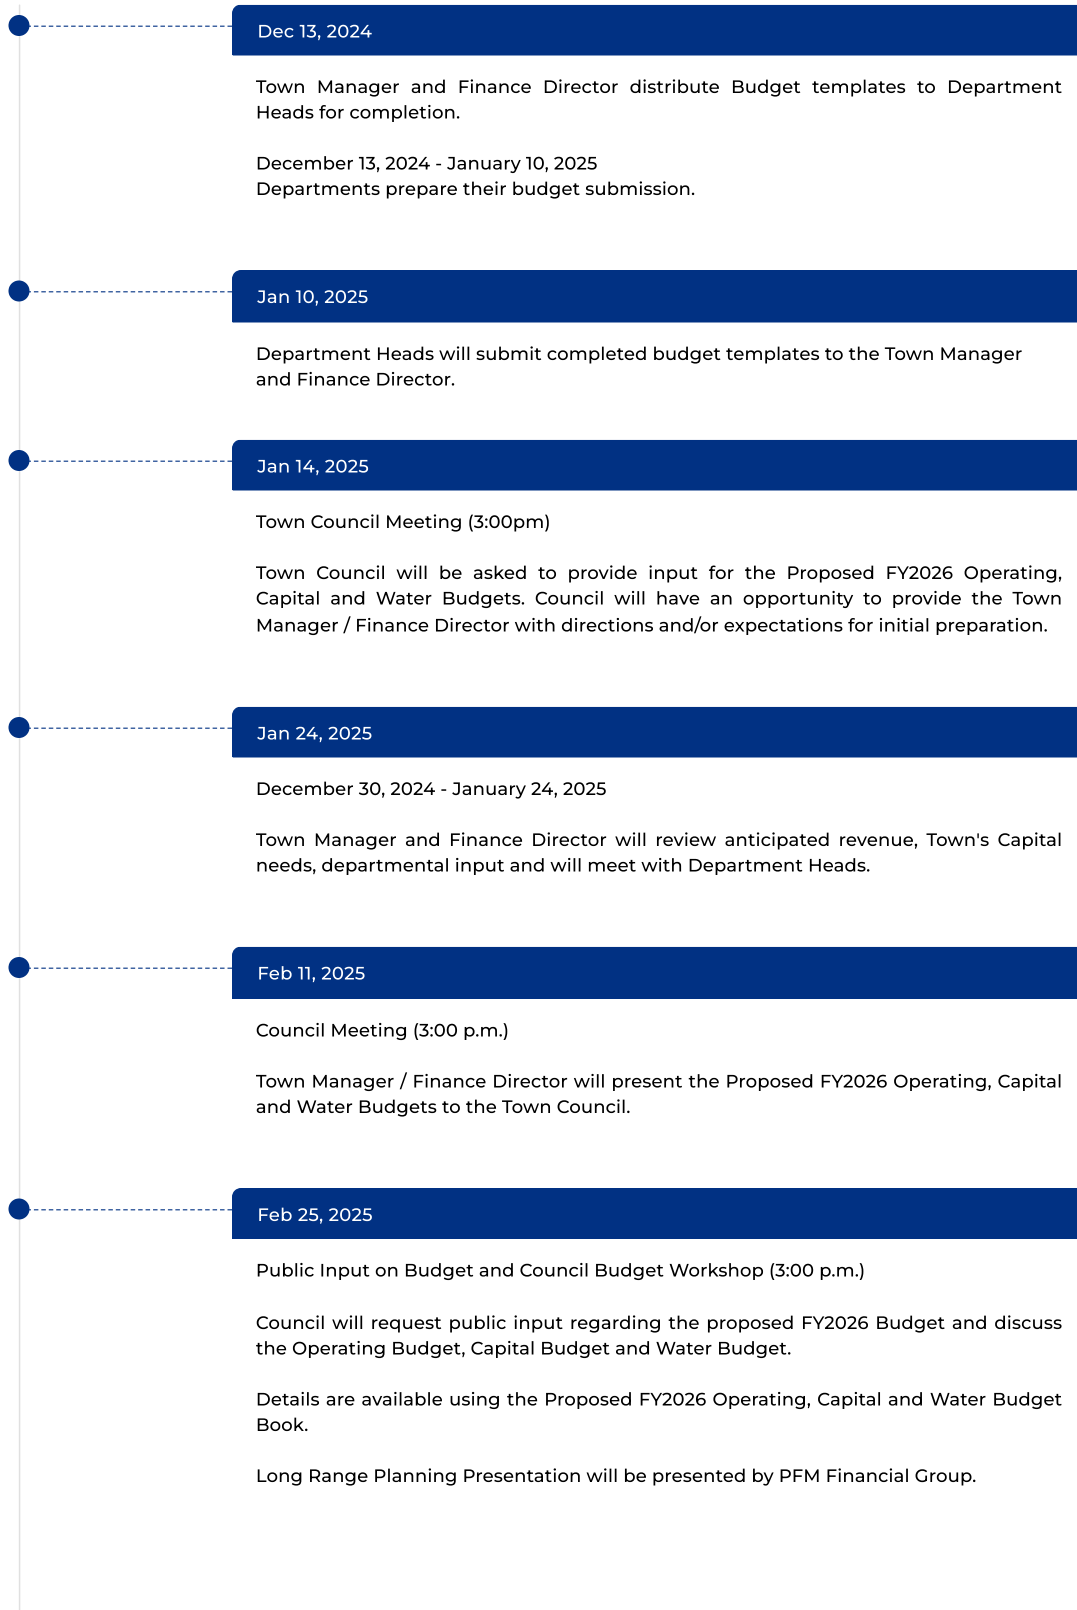 Dec 13, 2024
Town Manager and Finance Director distribute Budget templates to Department
Heads for completion.
December 13, 2024 - January 10, 2025
Departments prepare their budget submission.
Jan 10, 2025
Department Heads will submit completed budget templates to the Town Manager
and Finance Director.
Jan 14, 2025
Town Council Meeting (3:00pm)
Town Council will be asked to provide input for the Proposed FY2026 Operating,
Capital and Water Budgets. Council will have an opportunity to provide the Town
Manager / Finance Director with directions and/or expectations for initial preparation.
Jan 24, 2025
December 30, 2024 - January 24, 2025
Town Manager and Finance Director will review anticipated revenue, Town's Capital
needs, departmental input and will meet with Department Heads.
Feb 11, 2025
Council Meeting (3:00 p.m.)
Town Manager / Finance Director will present the Proposed FY2026 Operating, Capital
and Water Budgets to the Town Council.
Feb 25, 2025
Public Input on Budget and Council Budget Workshop (3:00 p.m.)
Council will request public input regarding the proposed FY2026 Budget and discuss
the Operating Budget, Capital Budget and Water Budget.
Details are available using the Proposed FY2026 Operating, Capital and Water Budget
Book.
Long Range Planning Presentation will be presented by PFM Financial Group.